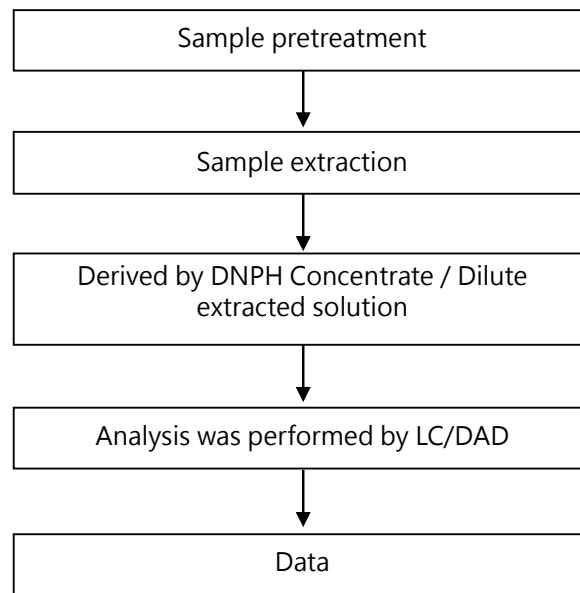 Sample pretreatment
Sample extraction
Derived by DNPH Concentrate / Dilute
extracted solution
Analysis was performed by LC/DAD
Data